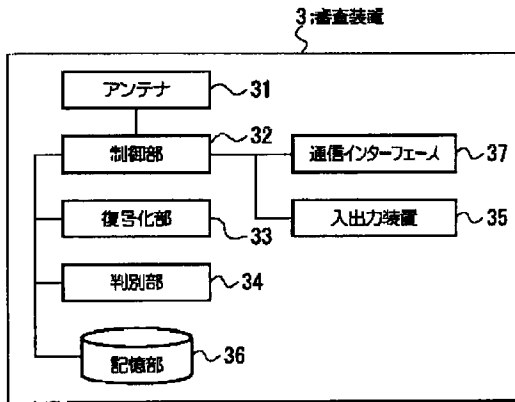 3:審査装置
アンテナ 31
制御部 32
通信インターフェース 37
復号化部 33
入出力装置 35
判別部 34
記憶部 36